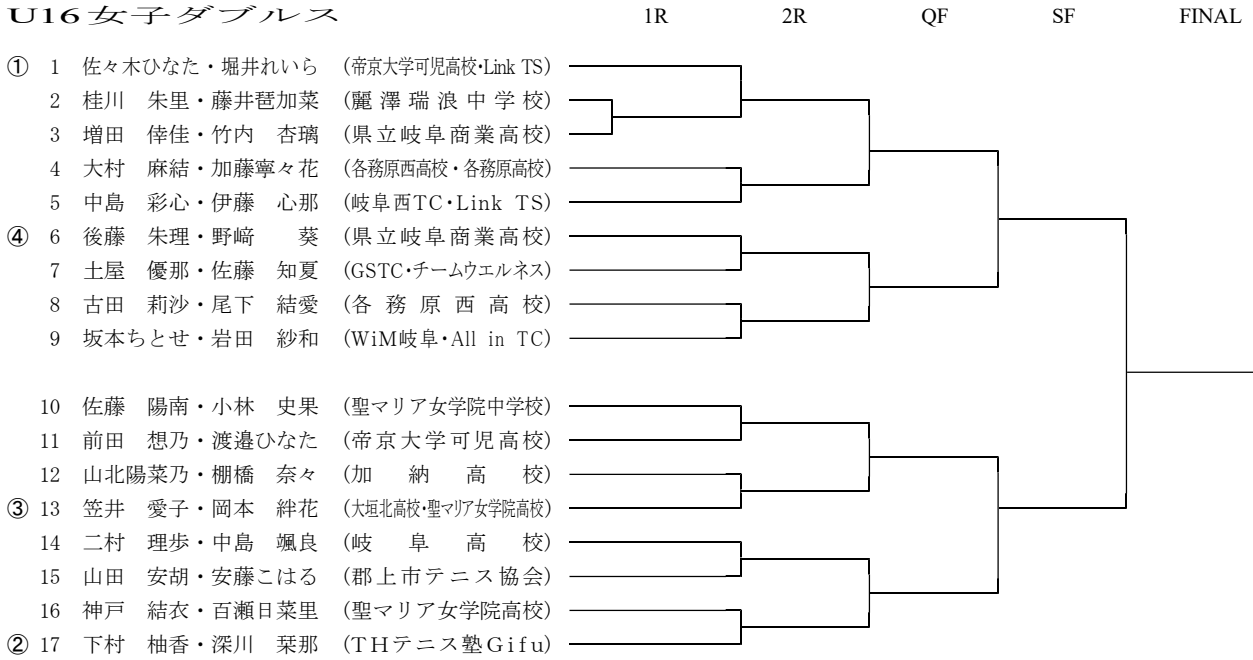 U16女子ダブルス 1R 2R QF SF FINAL
① 1 佐々木ひなた・堀井れいら (帝京大学可児高校・Link TS)
2 桂川 朱里・藤井琶加菜 (麗澤瑞浪中学校)
3 増田 倖佳・竹内 杏璃 (県立岐阜商業高校)
4 大村 麻結・加藤寧々花 (各務原西高校・各務原高校)
5 中島 彩心・伊藤 心那 (岐阜西TC・Link TS)
④ 6 後藤 朱理・野﨑 葵 (県立岐阜商業高校)
7 土屋 優那・佐藤 知夏 (GSTC・チームウエルネス)
8 古田 莉沙・尾下 結愛 (各務原西高校)
9 坂本ちとせ・岩田 紗和 (WiM岐阜・All in TC)
10 佐藤 陽南・小林 史果 (聖マリア女学院中学校)
11 前田 想乃・渡邉ひなた (帝京大学可児高校)
12 山北陽菜乃・棚橋 奈々 (加納高校)
③ 13 笠井 愛子・岡本 絆花 (大垣北高校・聖マリア女学院高校)
14 二村 理歩・中島 颯良 (岐阜高校)
15 山田 安胡・安藤こはる (郡上市テニス協会)
16 神戸 結衣・百瀬日菜里 (聖マリア女学院高校)
② 17 下村 柚香・深川 栞那 (THテニス塾Gifu)